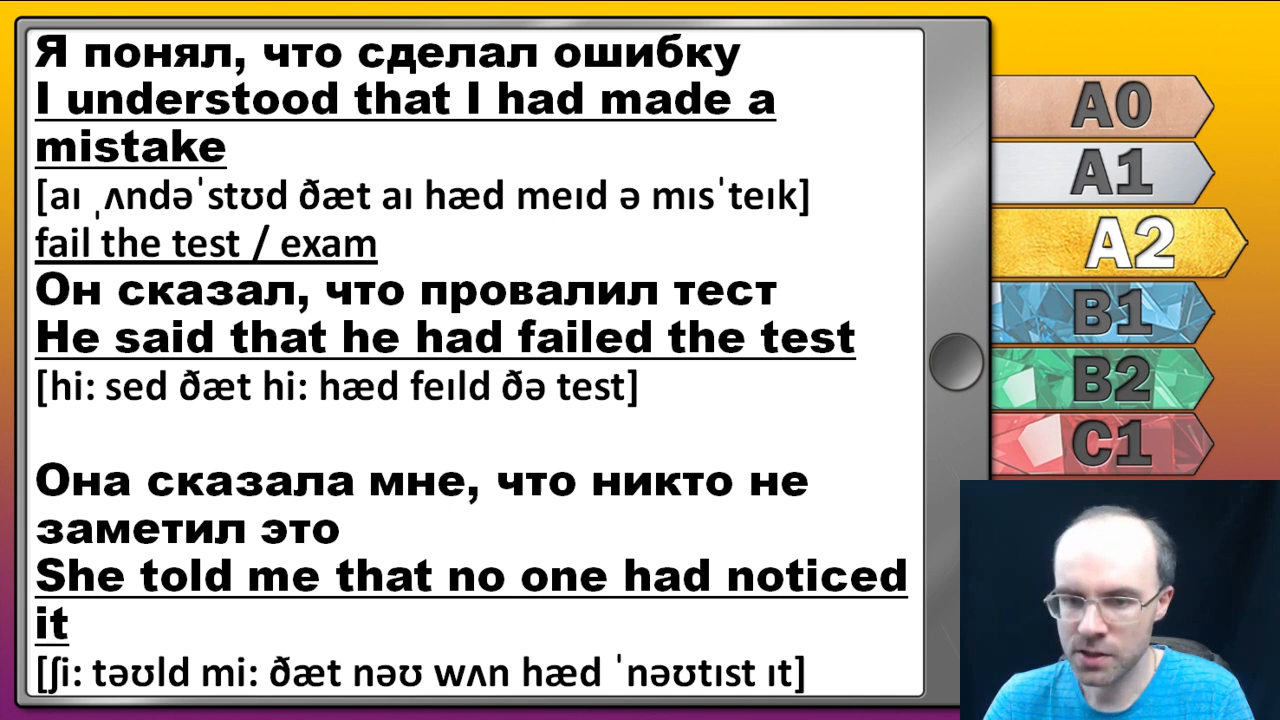 Я понял, что сделал ошибку
I understood that I had made a
mistake
[aɪ ˌʌndəˈstʊd ðæt aɪ hæd meɪd ə mɪsˈteɪk]
fail the test / exam
Он сказал, что провалил тест
He said that he had failed the test
[hi: sed ðæt hi: hæd feɪld ðə test]
Она сказала мне, что никто не
заметил это
She told me that no one had noticed
it
[ʃi: təʊld mi: ðæt nəʊ wʌn hæd ˈnəʊtɪst ɪt]
A0
A1
A2
B1
B2
C1